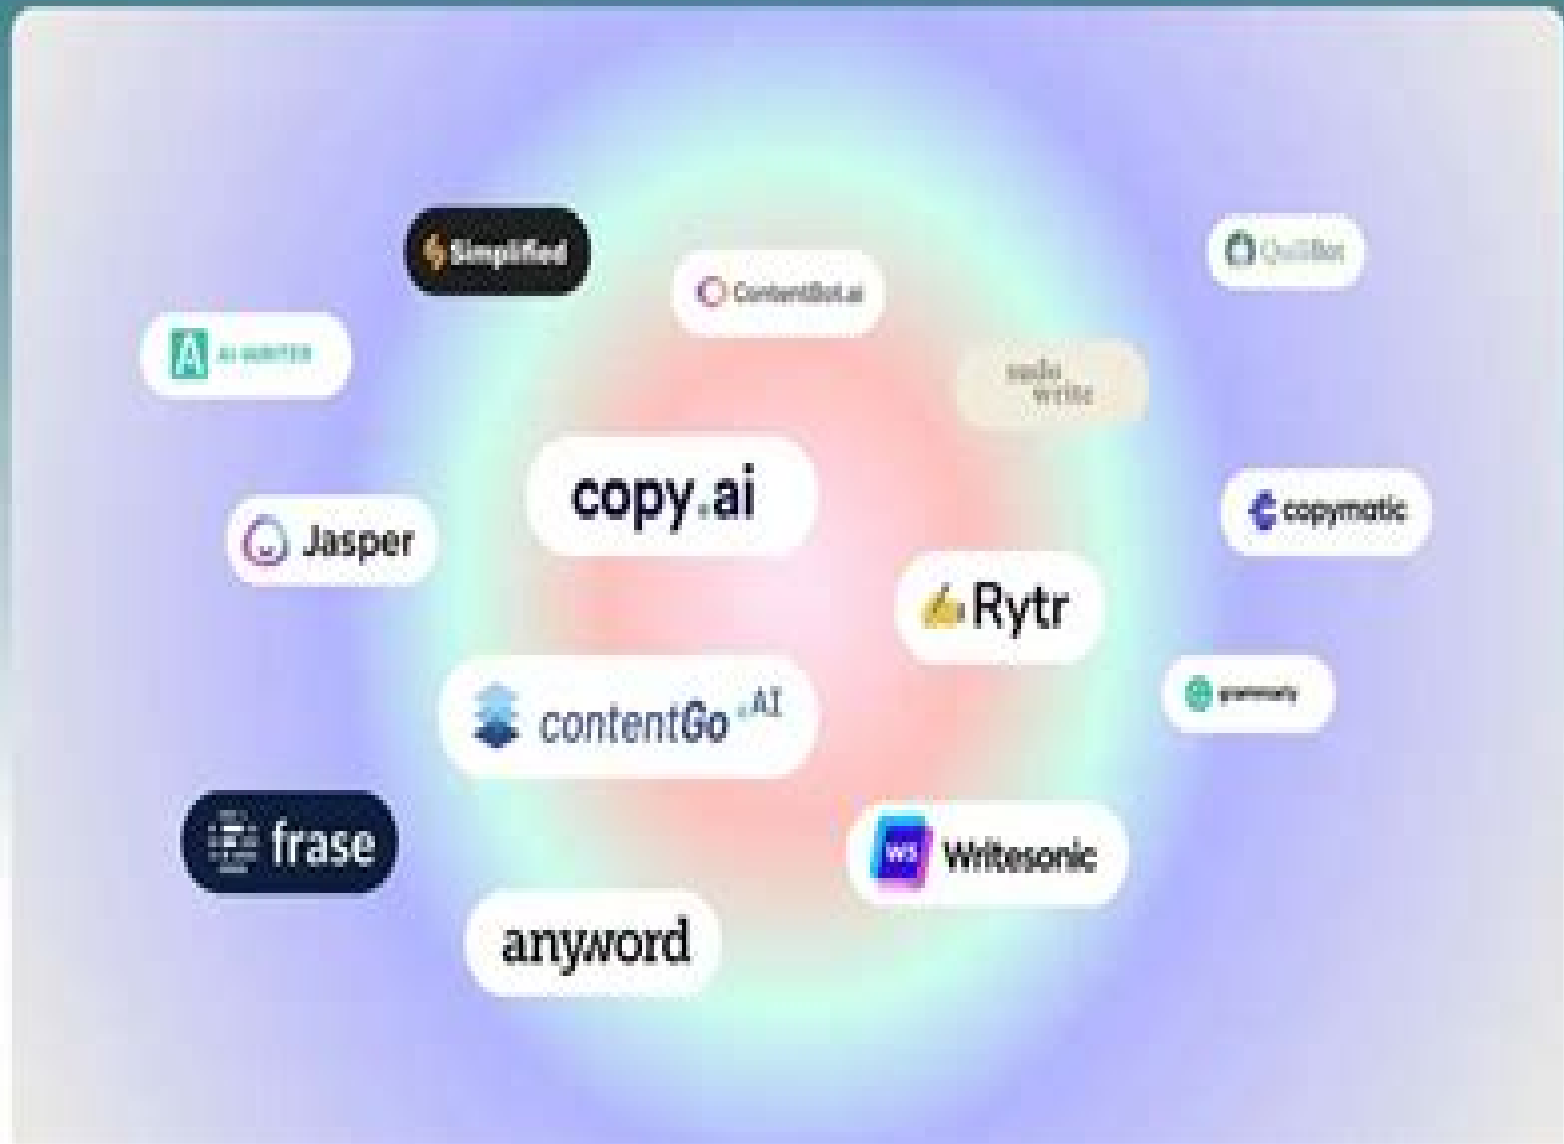 Simplified
QuillBot
ContentBot.ai
AI-WRITER
sudo
write
copy.ai
copymatic
Jasper
Rytr
grammarly
contentGo.AI
frase
WS Writesonic
anyword